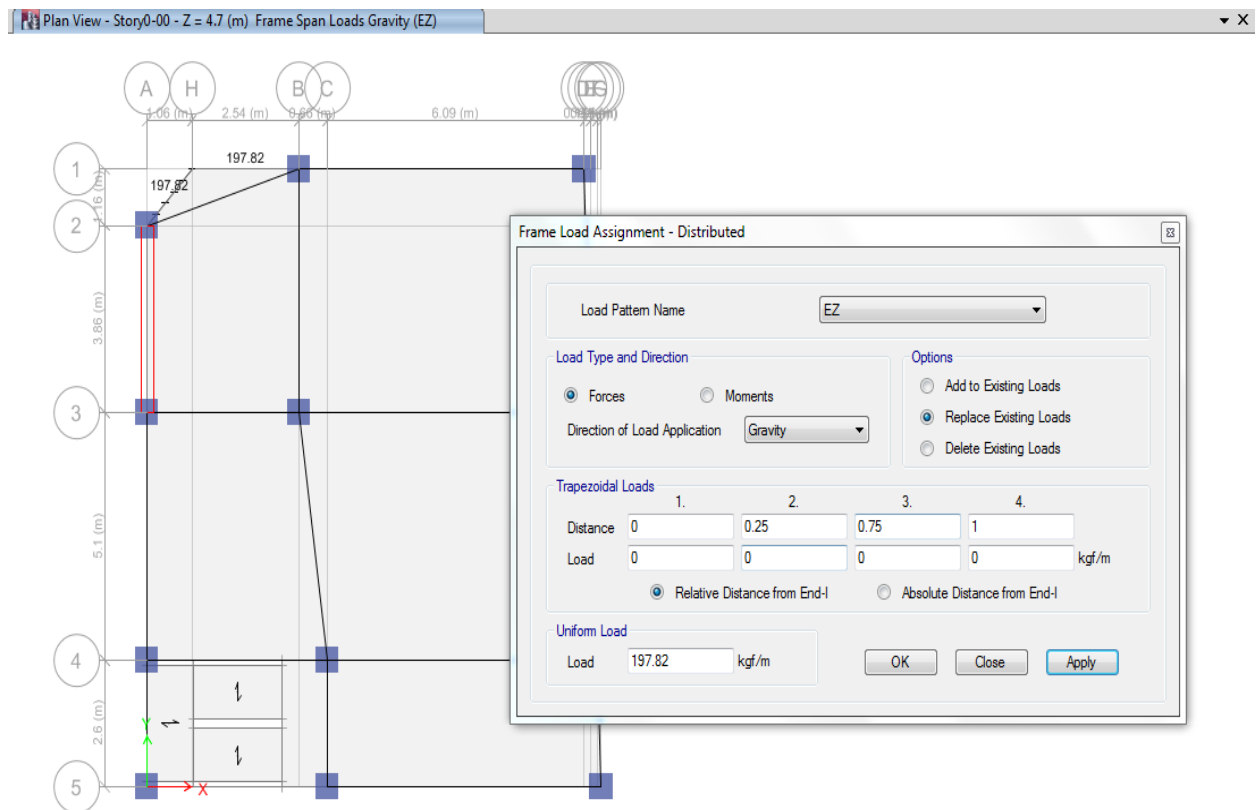 Plan View - Story0-00 - Z = 4.7 (m) Frame Span Loads Gravity (EZ)
A H B C
1.06 (m) 2.54 (m) 0.66 (m) 6.09 (m)
1
197.82
197.82
1.16 (m)
2
3.86 (m)
3
5.1 (m)
4
2.6 (m)
5
Y
X
Frame Load Assignment - Distributed
Load Pattern Name EZ
Load Type and Direction
Forces Moments
Direction of Load Application Gravity
Options
Add to Existing Loads
Replace Existing Loads
Delete Existing Loads
Trapezoidal Loads
1. 2. 3. 4.
Distance 0 0.25 0.75 1
Load 0 0 0 0 kgf/m
Relative Distance from End-I Absolute Distance from End-I
Uniform Load
Load 197.82 kgf/m
OK Close Apply